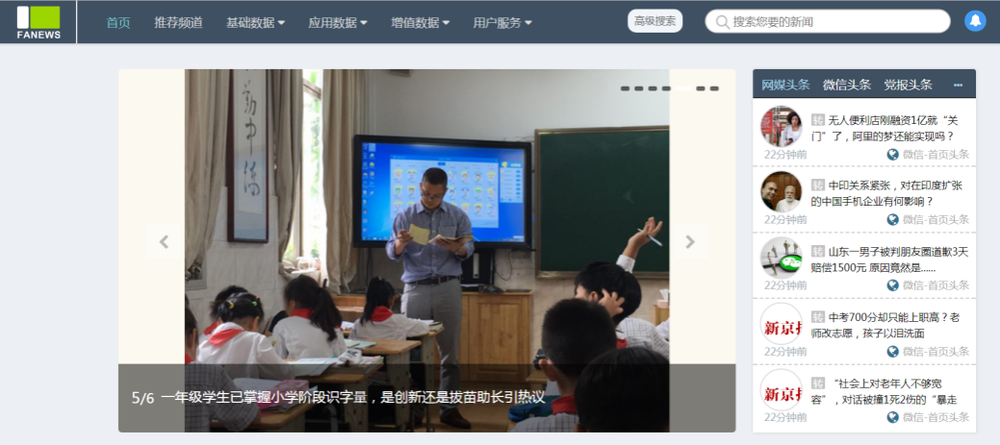 FANEWS
首页 推荐频道 基础数据 应用数据 增值数据 用户服务 高级搜索 搜索您要的新闻
勤中博
5/6 一年级学生已掌握小学阶段识字量，是创新还是拔苗助长引热议
网媒头条 微信头条 党报头条
转 无人便利店刚融资1亿就“关
门”了，阿里的梦还能实现吗？
22分钟前 微信-首页头条
转 中印关系紧张，对在印度扩张
的中国手机企业有何影响？
22分钟前 微信-首页头条
转 山东一男子被判朋友圈道歉3天
赔偿1500元 原因竟然是......
22分钟前 微信-首页头条
新京报
转 中考700分却只能上职高？老
师改志愿，孩子以泪洗面
22分钟前 微信-首页头条
新京报
转 “社会上对老年人不够宽
容”，对话被撞1死2伤的“暴走
22分钟前 微信-首页头条